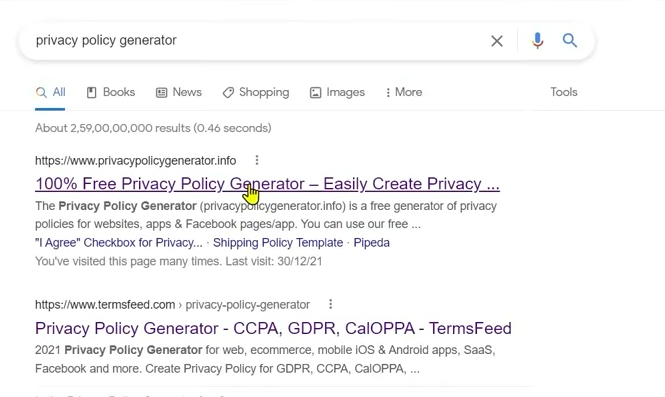 privacy policy generator
All Books News Shopping Images More Tools
About 2,59,00,00,000 results (0.46 seconds)
https://www.privacypolicygenerator.info
100% Free Privacy Policy Generator – Easily Create Privacy ...
The Privacy Policy Generator (privacypolicygenerator.info) is a free generator of privacy
policies for websites, apps & Facebook pages/app. You can use our free ...
"I Agree" Checkbox for Privacy... · Shipping Policy Template · Pipeda
You've visited this page many times. Last visit: 30/12/21
https://www.termsfeed.com › privacy-policy-generator
Privacy Policy Generator - CCPA, GDPR, CalOPPA - TermsFeed
2021 Privacy Policy Generator for web, ecommerce, mobile iOS & Android apps, SaaS,
Facebook and more. Create Privacy Policy for GDPR, CCPA, CalOPPA, ...